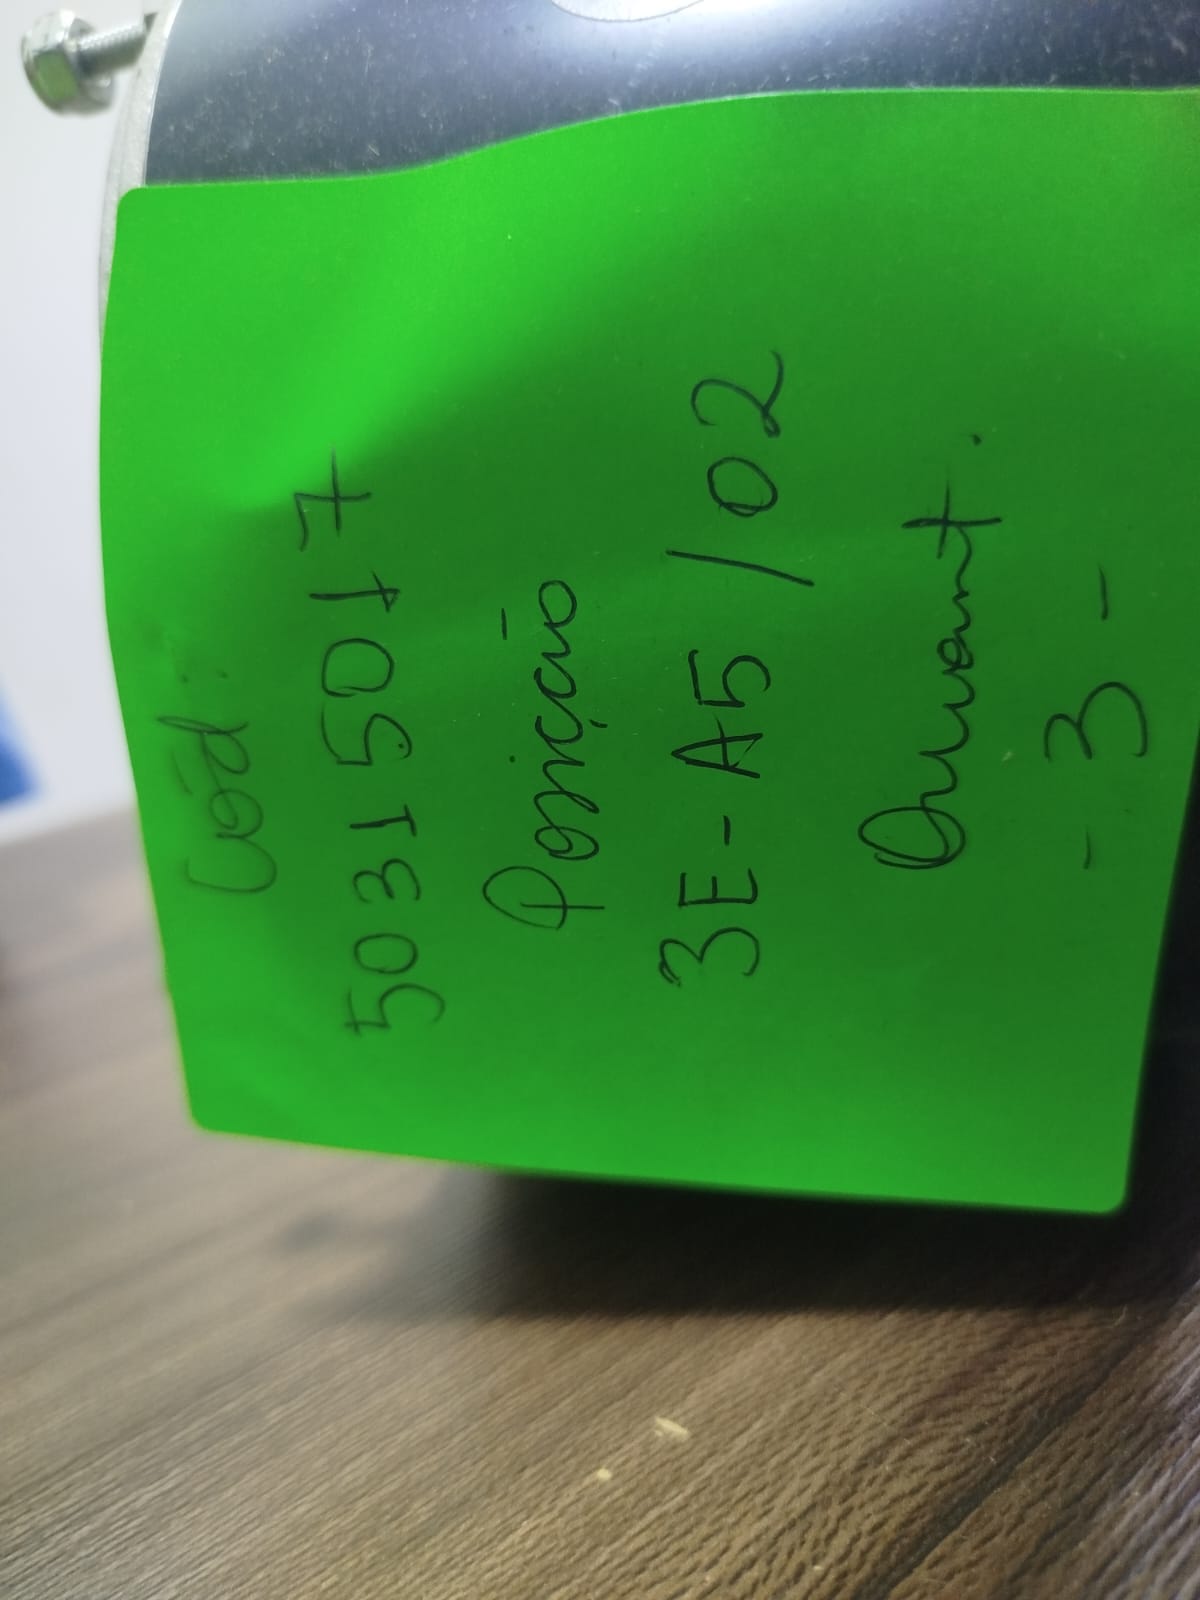 Cód:
50315017
Posição
3E-A5/02
Quant.
-3-